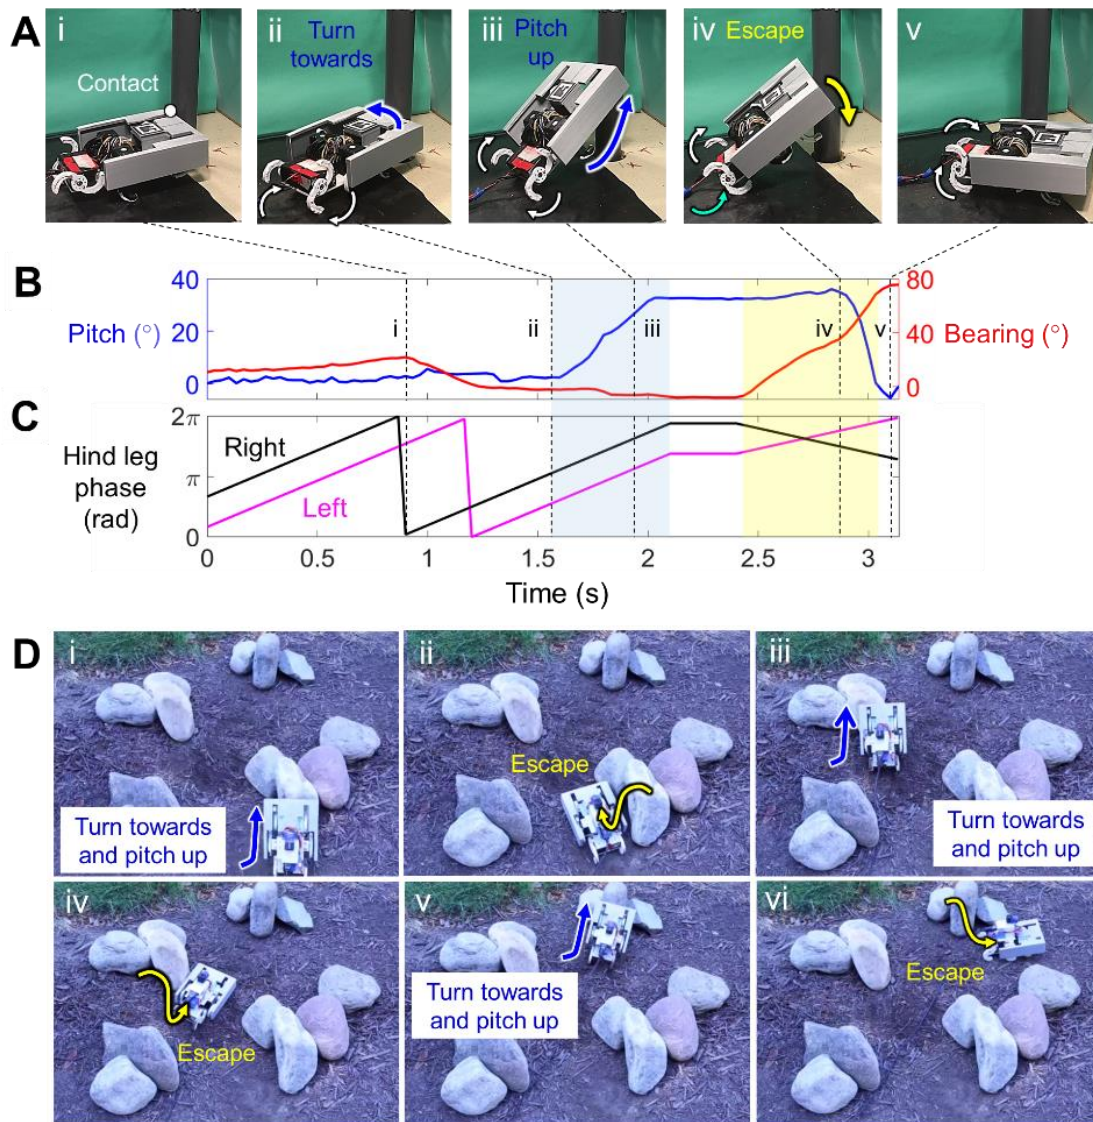 A
i
Contact
ii
Turn
towards
iii
Pitch
up
iv
Escape
v
B
Pitch (°)
40
20
0
i
ii
iii
iv
v
80
40
0
Bearing (°)
C
Hind leg
phase
(rad)
2π
π
0
Right
Left
0
0.5
1
1.5
2
2.5
3
Time (s)
D
i
Turn towards
and pitch up
ii
Escape
iii
Turn towards
and pitch up
iv
Escape
v
Turn towards
and pitch up
vi
Escape